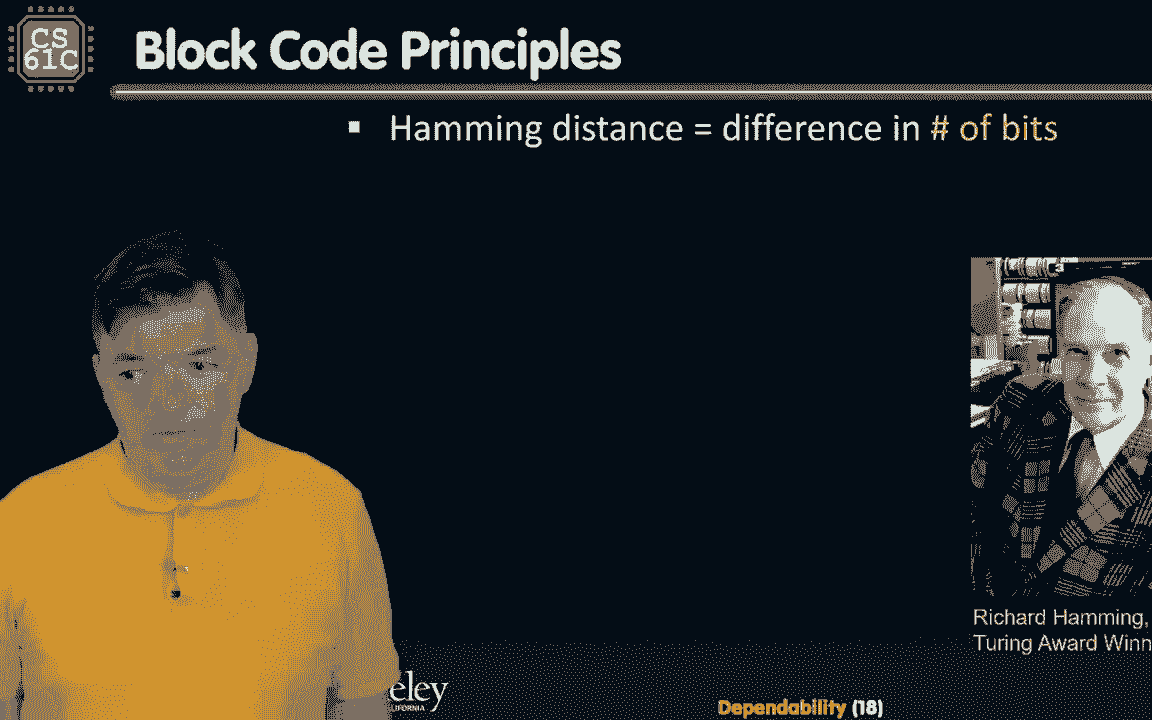 CS
61C
Block Code Principles
▪ Hamming distance = difference in # of bits
Richard Hamming,
Turing Award Winn
eley
IFORNIA
Dependability (18)